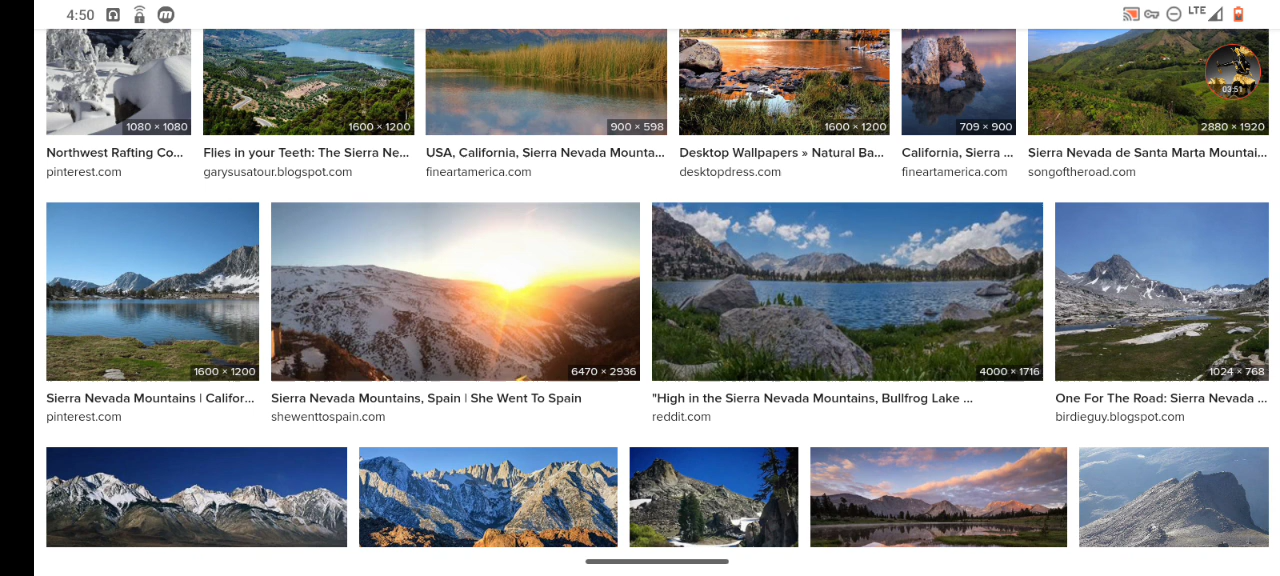 4:50
LTE
03:51
1080 × 1080
1600 × 1200
900 × 598
1600 × 1200
709 × 900
2880 × 1920
Northwest Rafting Co...
Flies in your Teeth: The Sierra Ne...
USA, California, Sierra Nevada Mounta...
Desktop Wallpapers » Natural Ba...
California, Sierra ...
Sierra Nevada de Santa Marta Mountai...
pinterest.com
garysusatour.blogspot.com
fineartamerica.com
desktopdress.com
fineartamerica.com
songoftheroad.com
1600 × 1200
6470 × 2936
4000 × 1716
1024 × 768
Sierra Nevada Mountains | Califor...
Sierra Nevada Mountains, Spain | She Went To Spain
"High in the Sierra Nevada Mountains, Bullfrog Lake ...
One For The Road: Sierra Nevada ...
pinterest.com
shewenttospain.com
reddit.com
birdieguy.blogspot.com